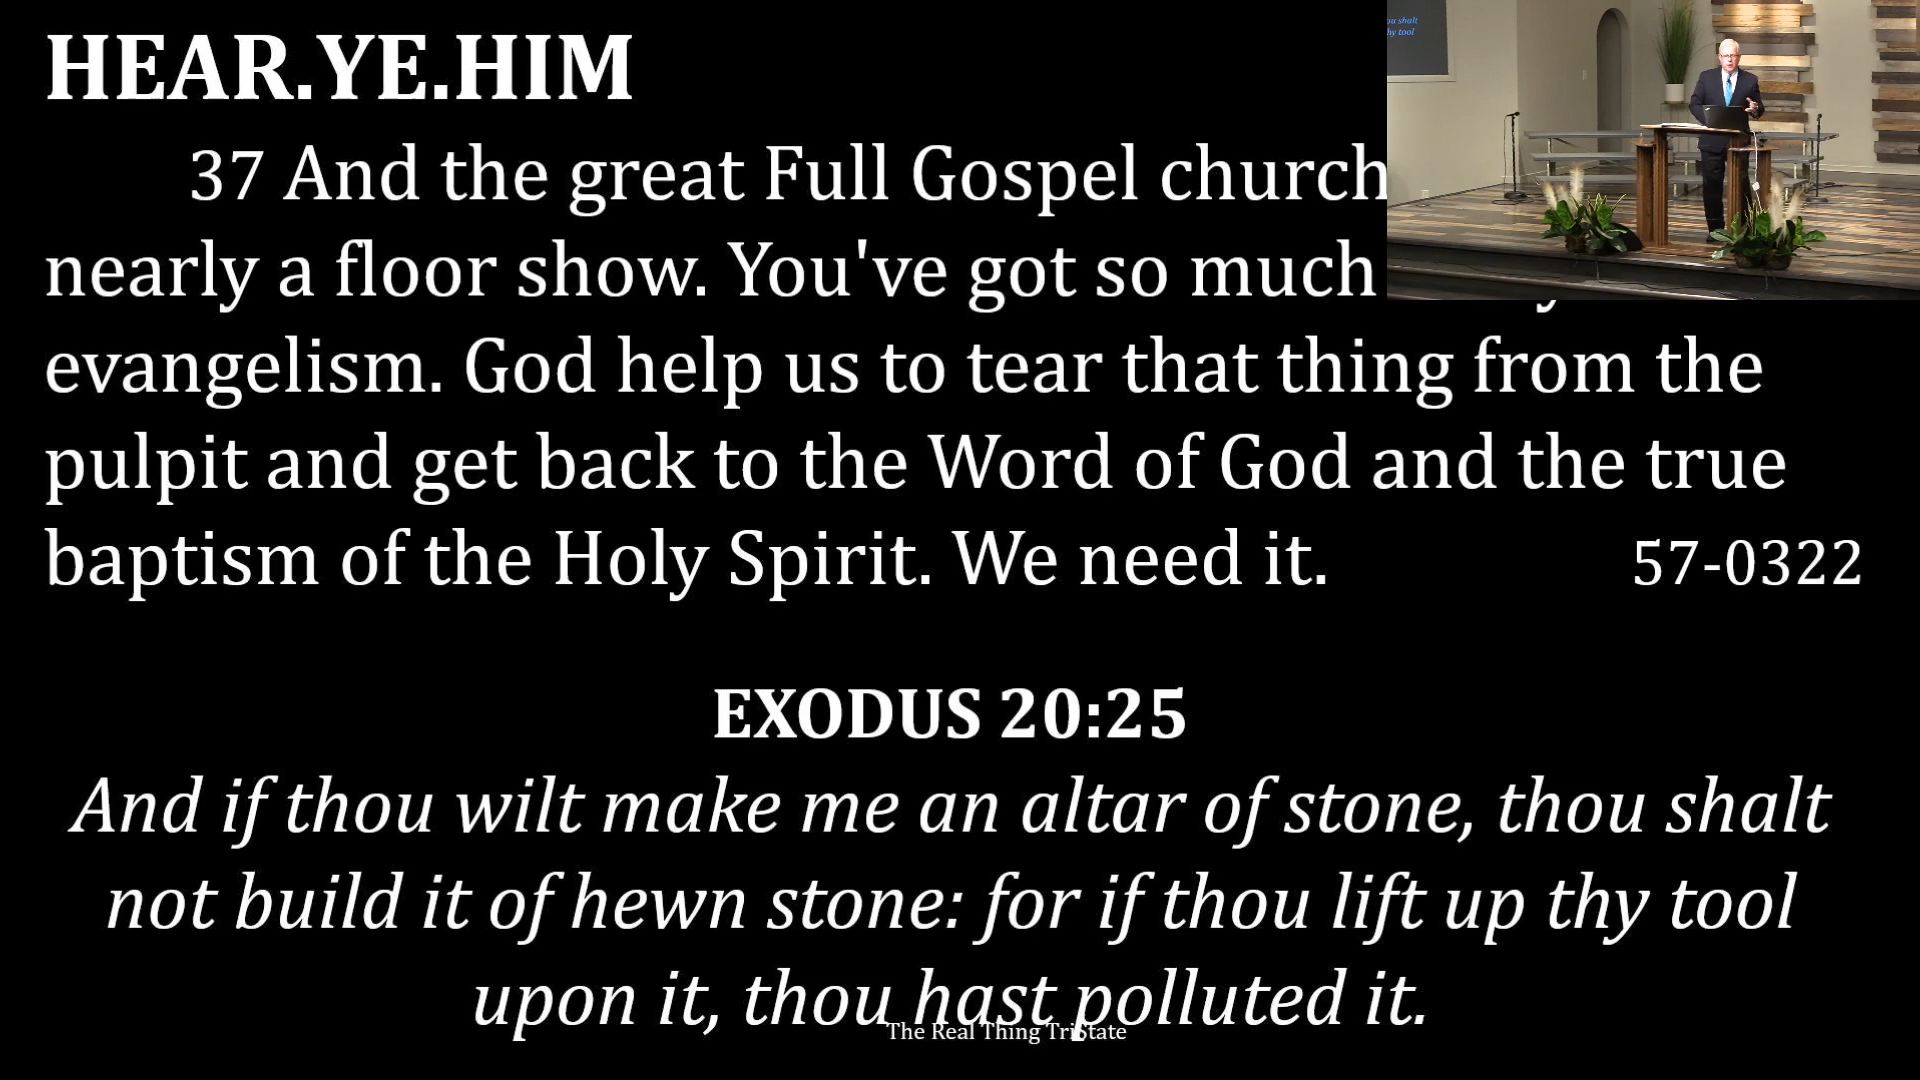 HEAR.YE.HIM
37 And the great Full Gospel church
nearly a floor show. You've got so much
evangelism. God help us to tear that thing from the
pulpit and get back to the Word of God and the true
baptism of the Holy Spirit. We need it. 57-0322
EXODUS 20:25
And if thou wilt make me an altar of stone, thou shalt
not build it of hewn stone: for if thou lift up thy tool
upon it, thou hast polluted it.
The Real Thing TriState
ou shalt
hy tool